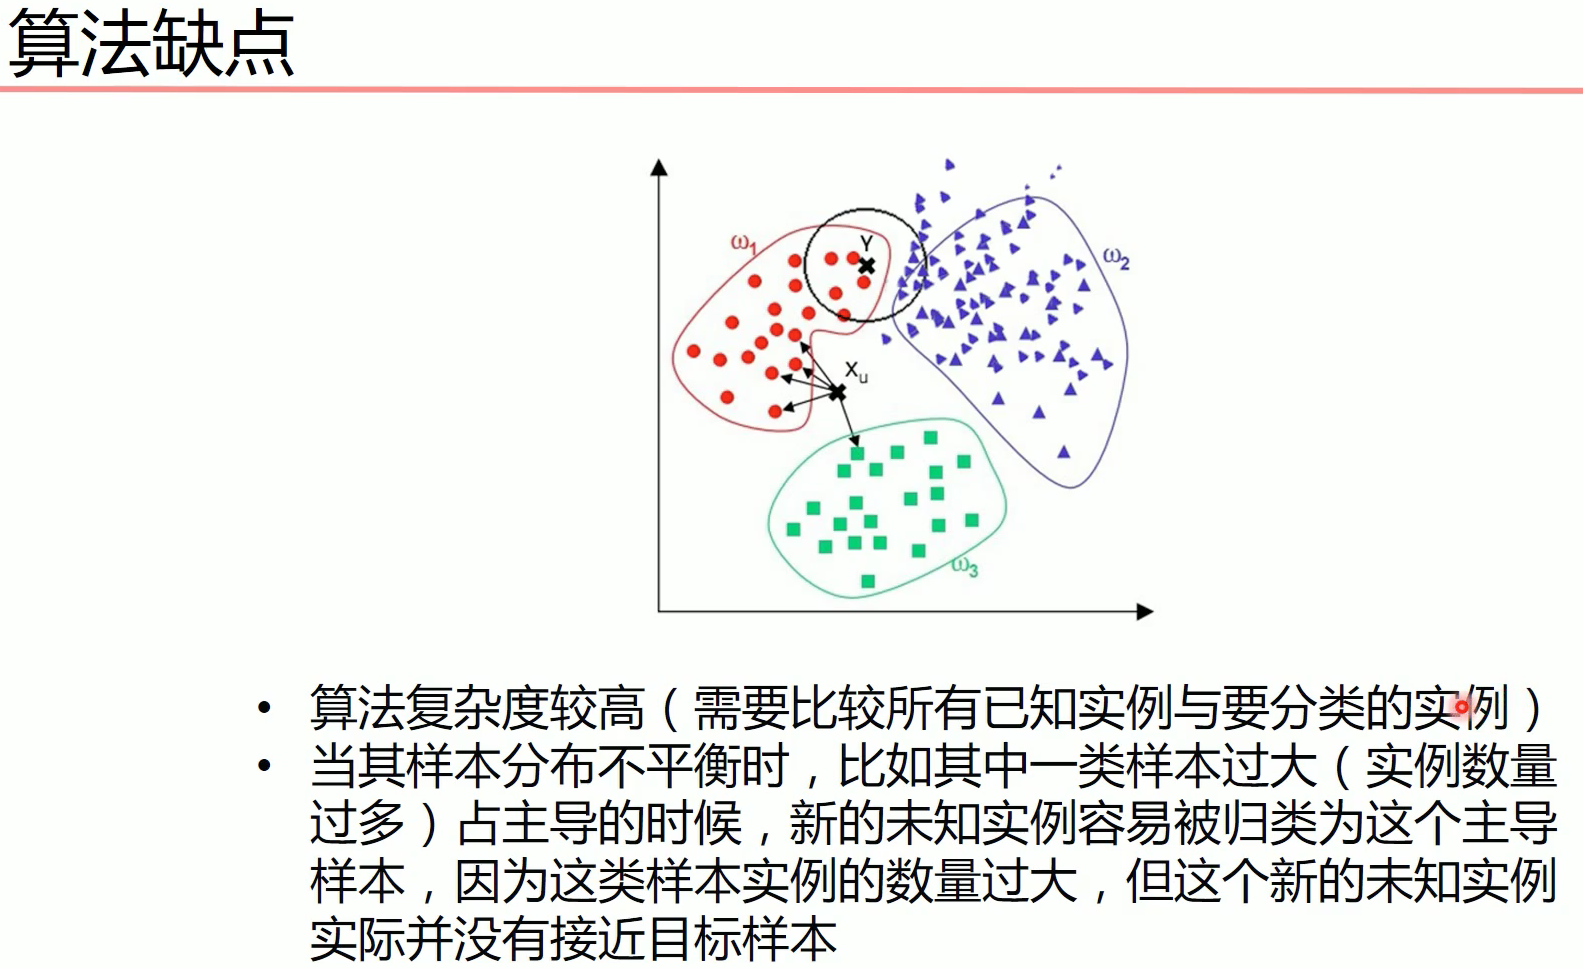 算法缺点
Y
ω1
ω2
Xu
ω3
• 算法复杂度较高（需要比较所有已知实例与要分类的实例）
• 当其样本分布不平衡时，比如其中一类样本过大（实例数量
过多）占主导的时候，新的未知实例容易被归类为这个主导
样本，因为这类样本实例的数量过大，但这个新的未知实例
实际并没有接近目标样本